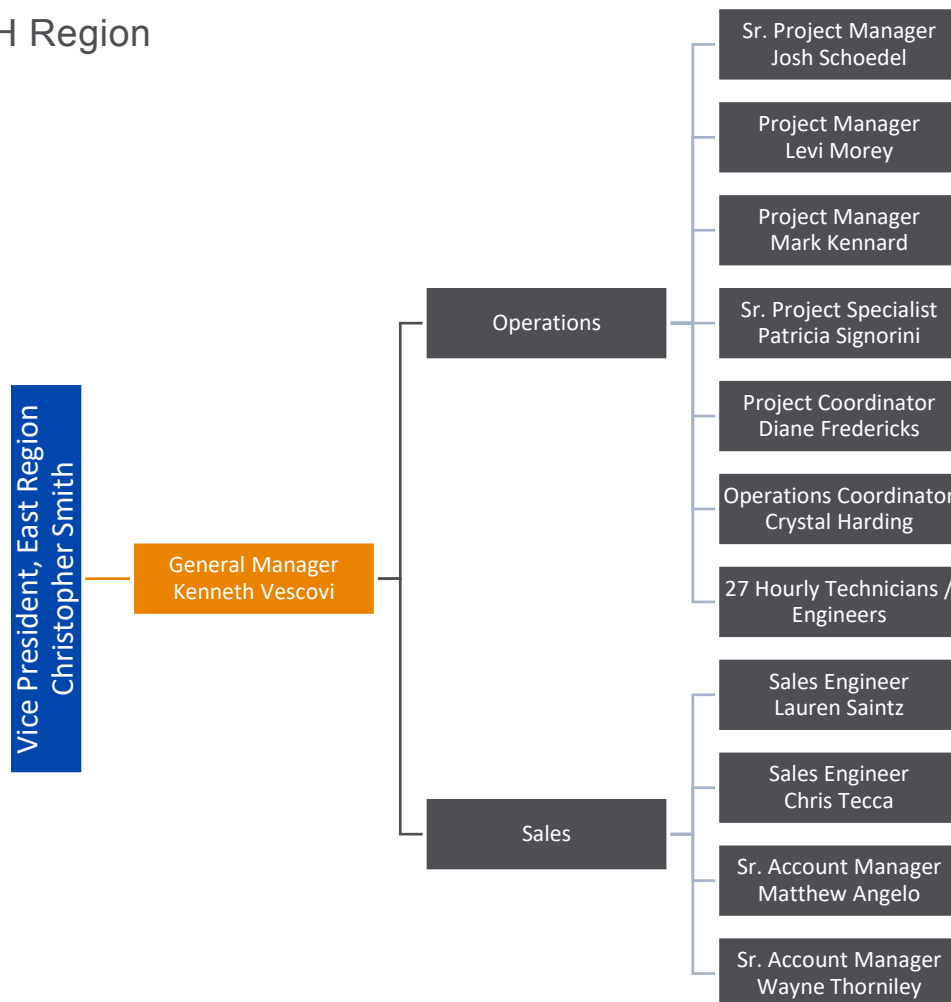 H Region
Vice President, East Region
Christopher Smith
General Manager
Kenneth Vescovi
Operations
Sr. Project Manager
Josh Schoedel
Project Manager
Levi Morey
Project Manager
Mark Kennard
Sr. Project Specialist
Patricia Signorini
Project Coordinator
Diane Fredericks
Operations Coordinator
Crystal Harding
27 Hourly Technicians /
Engineers
Sales
Sales Engineer
Lauren Saintz
Sales Engineer
Chris Tecca
Sr. Account Manager
Matthew Angelo
Sr. Account Manager
Wayne Thorniley